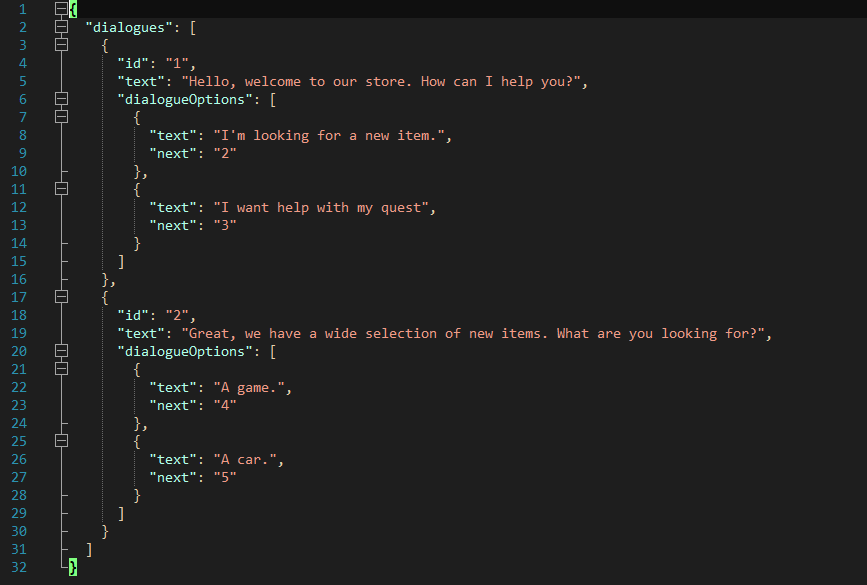 1 {
2 "dialogues": [
3 {
4 "id": "1",
5 "text": "Hello, welcome to our store. How can I help you?",
6 "dialogueOptions": [
7 {
8 "text": "I'm looking for a new item.",
9 "next": "2"
10 },
11 {
12 "text": "I want help with my quest",
13 "next": "3"
14 }
15 ]
16 },
17 {
18 "id": "2",
19 "text": "Great, we have a wide selection of new items. What are you looking for?",
20 "dialogueOptions": [
21 {
22 "text": "A game.",
23 "next": "4"
24 },
25 {
26 "text": "A car.",
27 "next": "5"
28 }
29 ]
30 }
31 ]
32 }